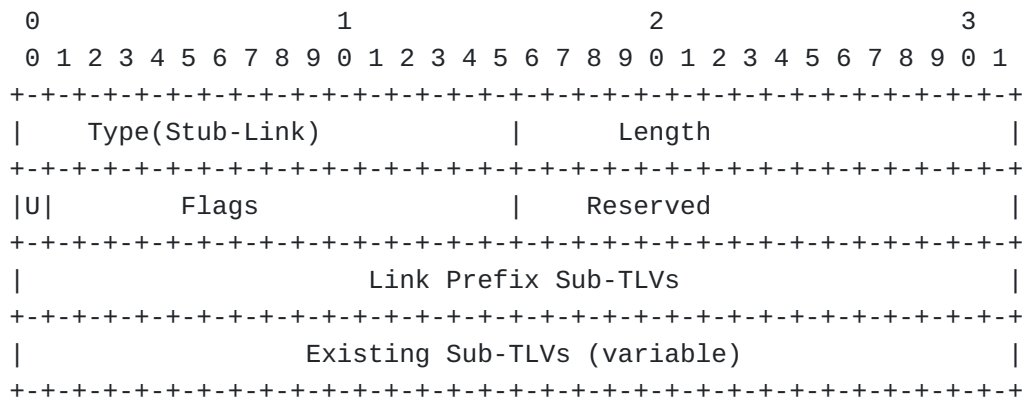 0                   1                   2                   3
 0 1 2 3 4 5 6 7 8 9 0 1 2 3 4 5 6 7 8 9 0 1 2 3 4 5 6 7 8 9 0 1
+-+-+-+-+-+-+-+-+-+-+-+-+-+-+-+-+-+-+-+-+-+-+-+-+-+-+-+-+-+-+-+-+
|    Type(Stub-Link)            |      Length                   |
+-+-+-+-+-+-+-+-+-+-+-+-+-+-+-+-+-+-+-+-+-+-+-+-+-+-+-+-+-+-+-+-+
|U|        Flags                |    Reserved                   |
+-+-+-+-+-+-+-+-+-+-+-+-+-+-+-+-+-+-+-+-+-+-+-+-+-+-+-+-+-+-+-+-+
|                      Link Prefix Sub-TLVs                     |
+-+-+-+-+-+-+-+-+-+-+-+-+-+-+-+-+-+-+-+-+-+-+-+-+-+-+-+-+-+-+-+-+
|                  Existing Sub-TLVs (variable)                 |
+-+-+-+-+-+-+-+-+-+-+-+-+-+-+-+-+-+-+-+-+-+-+-+-+-+-+-+-+-+-+-+-+